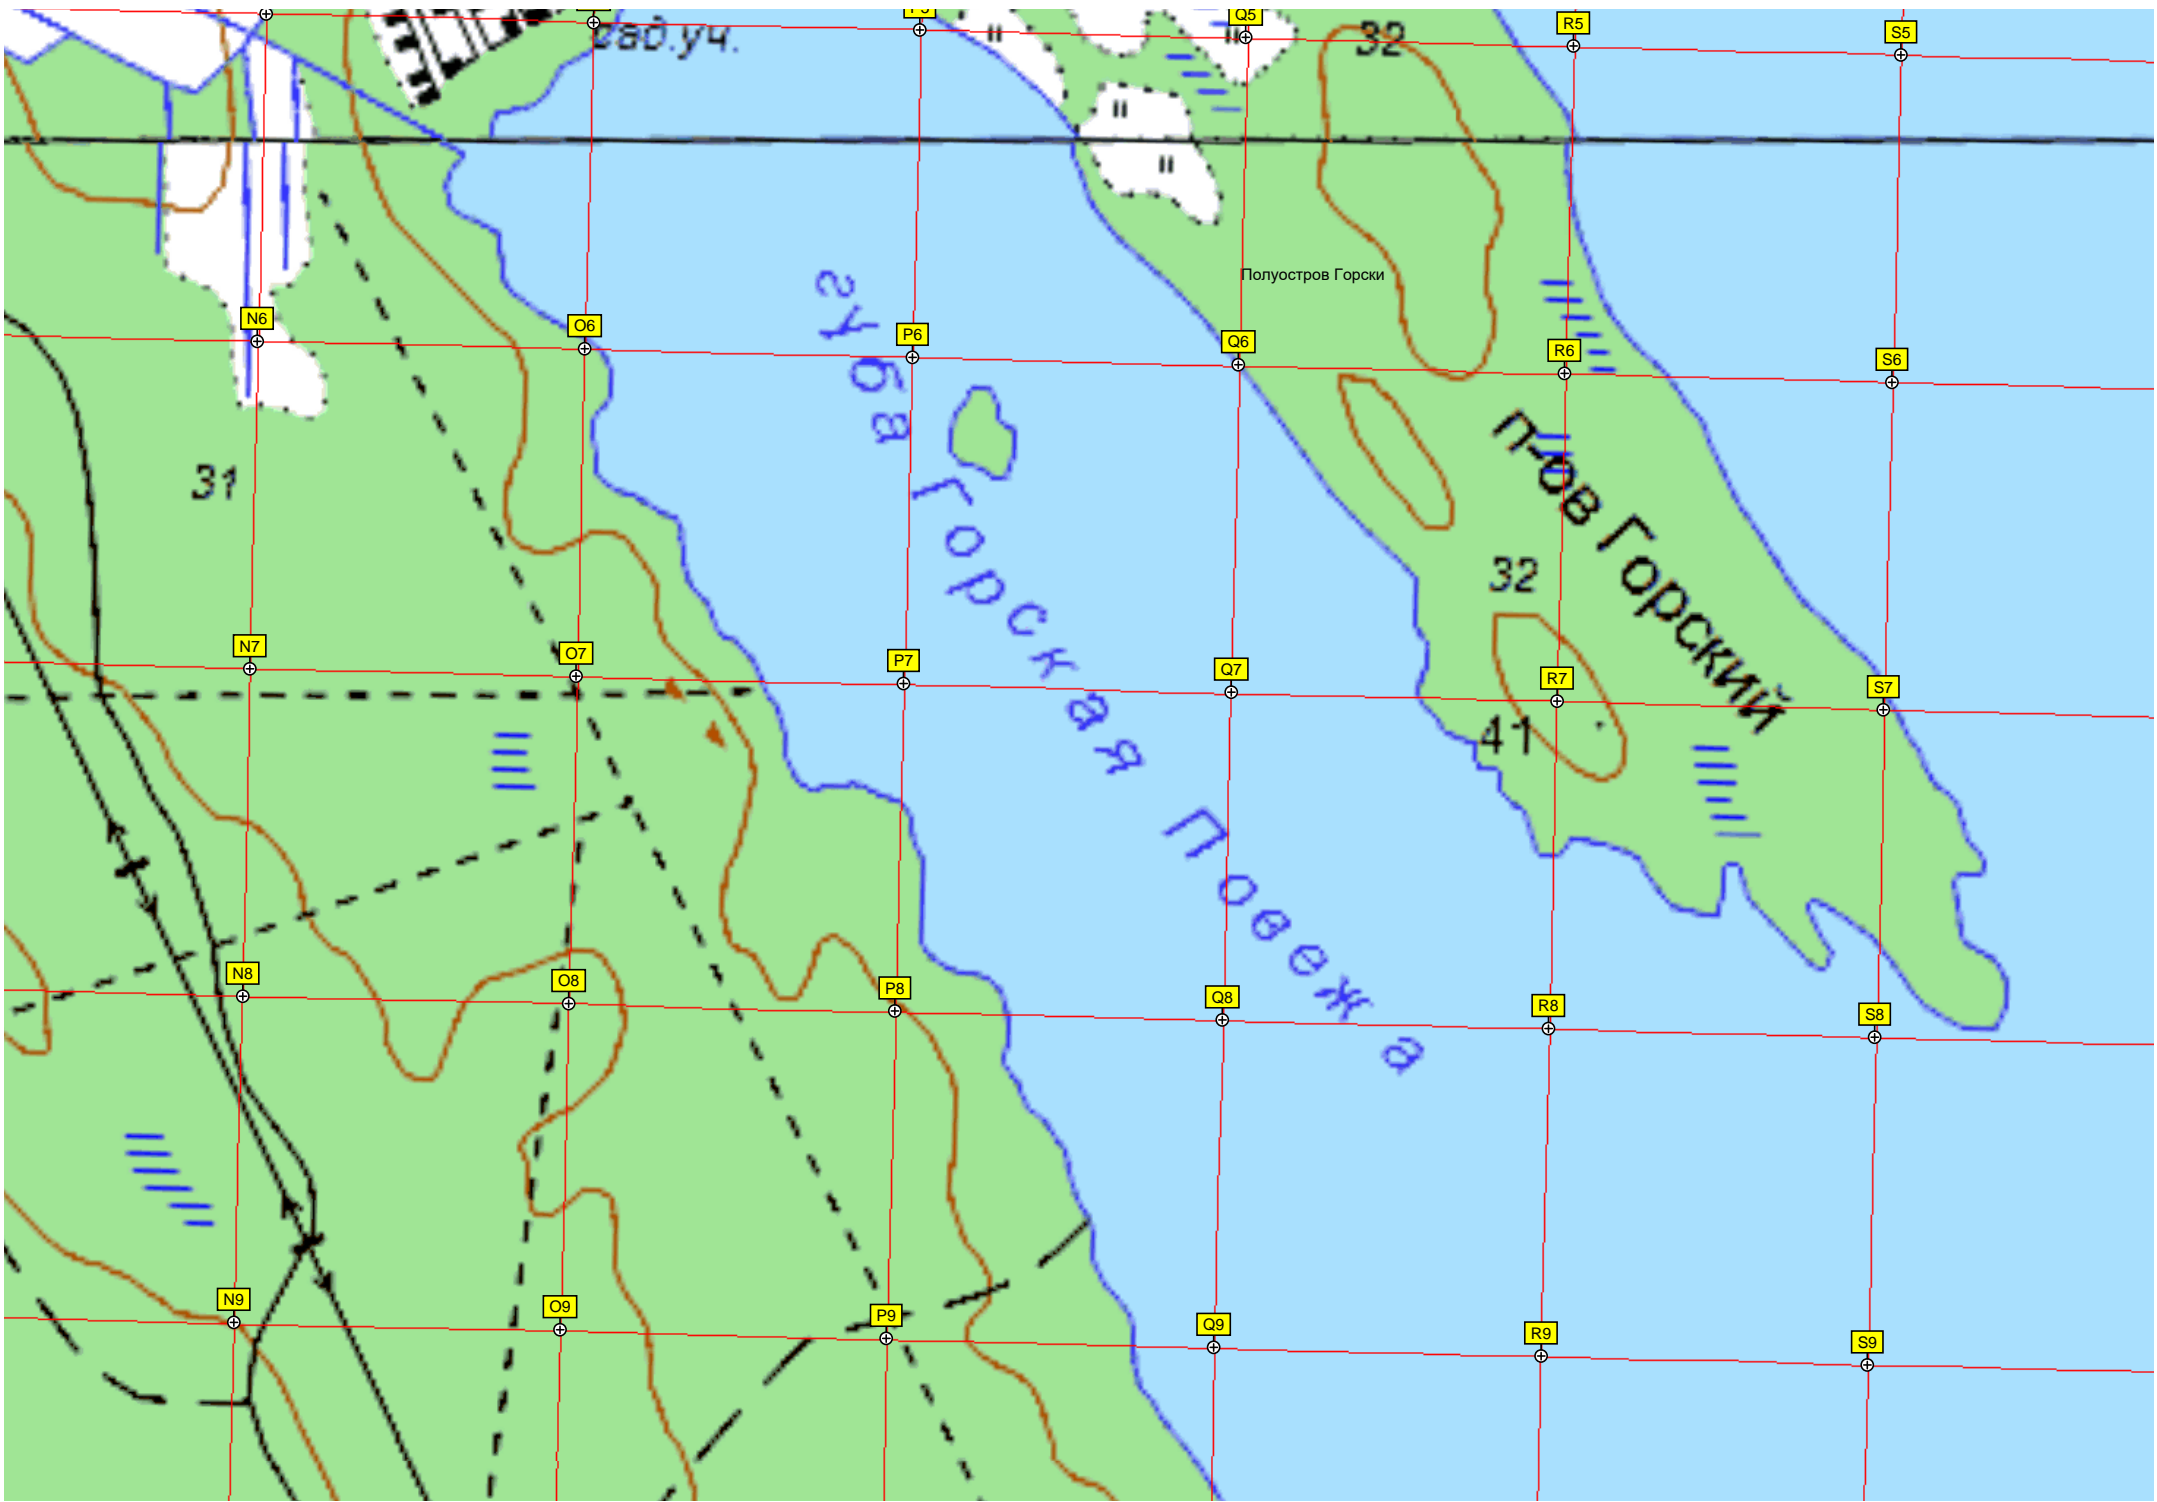 Q5
R5
S5
сад.уч.
32
Полуостров Горски
N6
O6
P6
Q6
R6
S6
губа Горская Повежа
п-ов Горский
31
32
N7
O7
P7
Q7
R7
S7
41
N8
O8
P8
Q8
R8
S8
N9
O9
P9
Q9
R9
S9